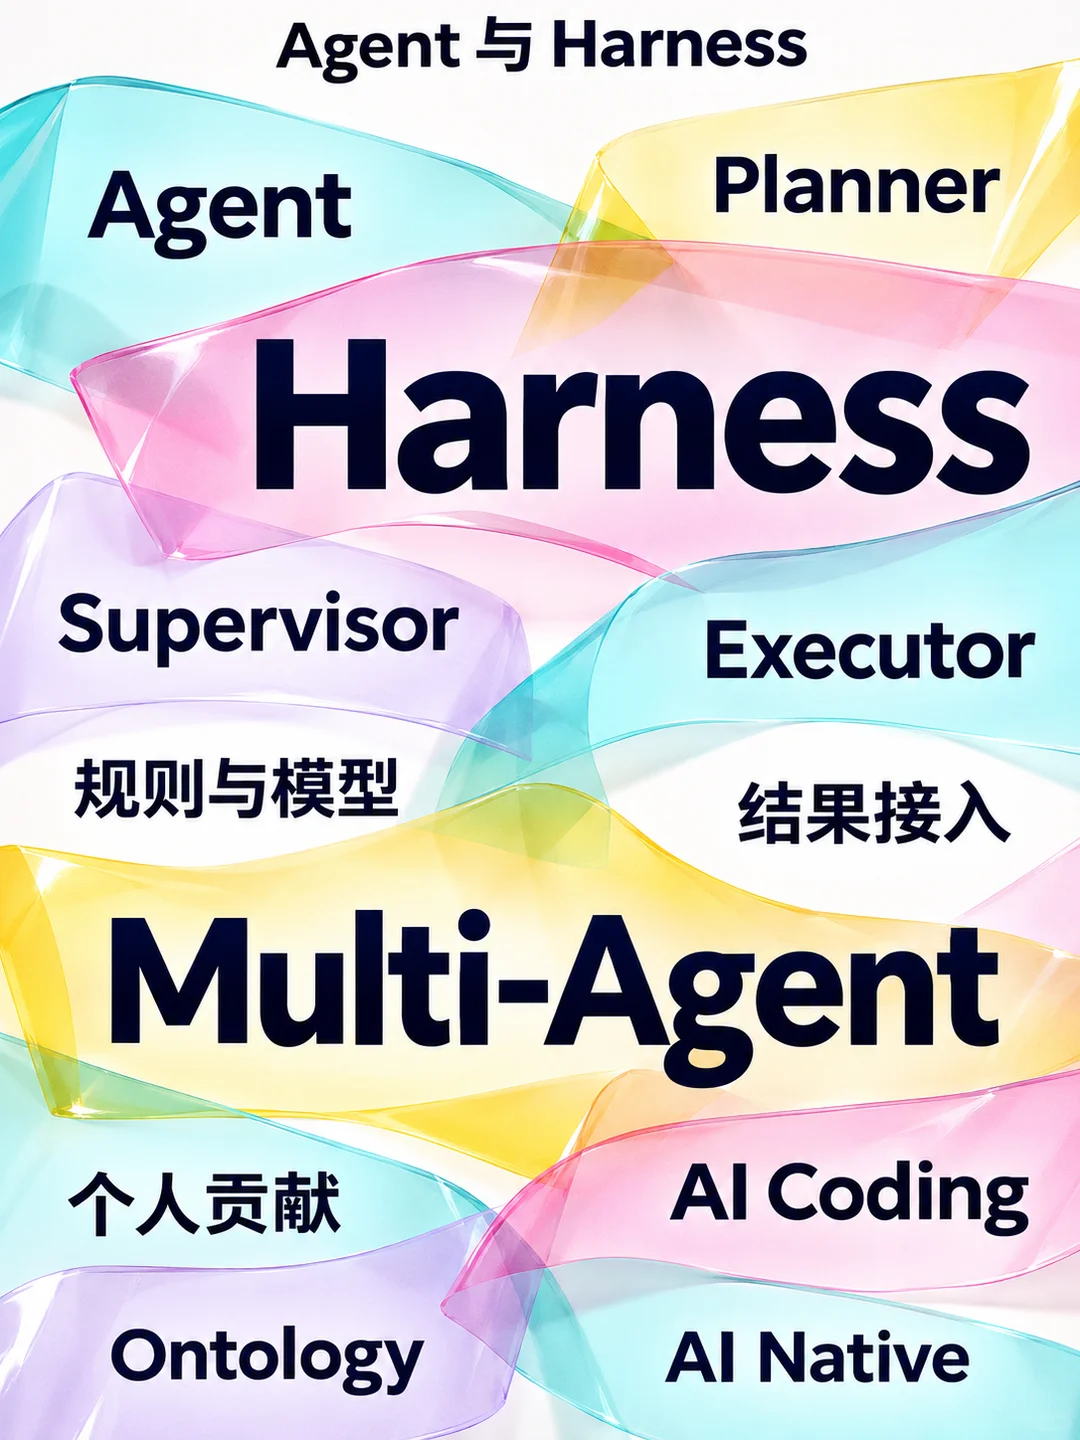 Agent 与 Harness
Agent
Planner
Harness
Supervisor
Executor
规则与模型
结果接入
Multi-Agent
个人贡献
AI Coding
Ontology
AI Native